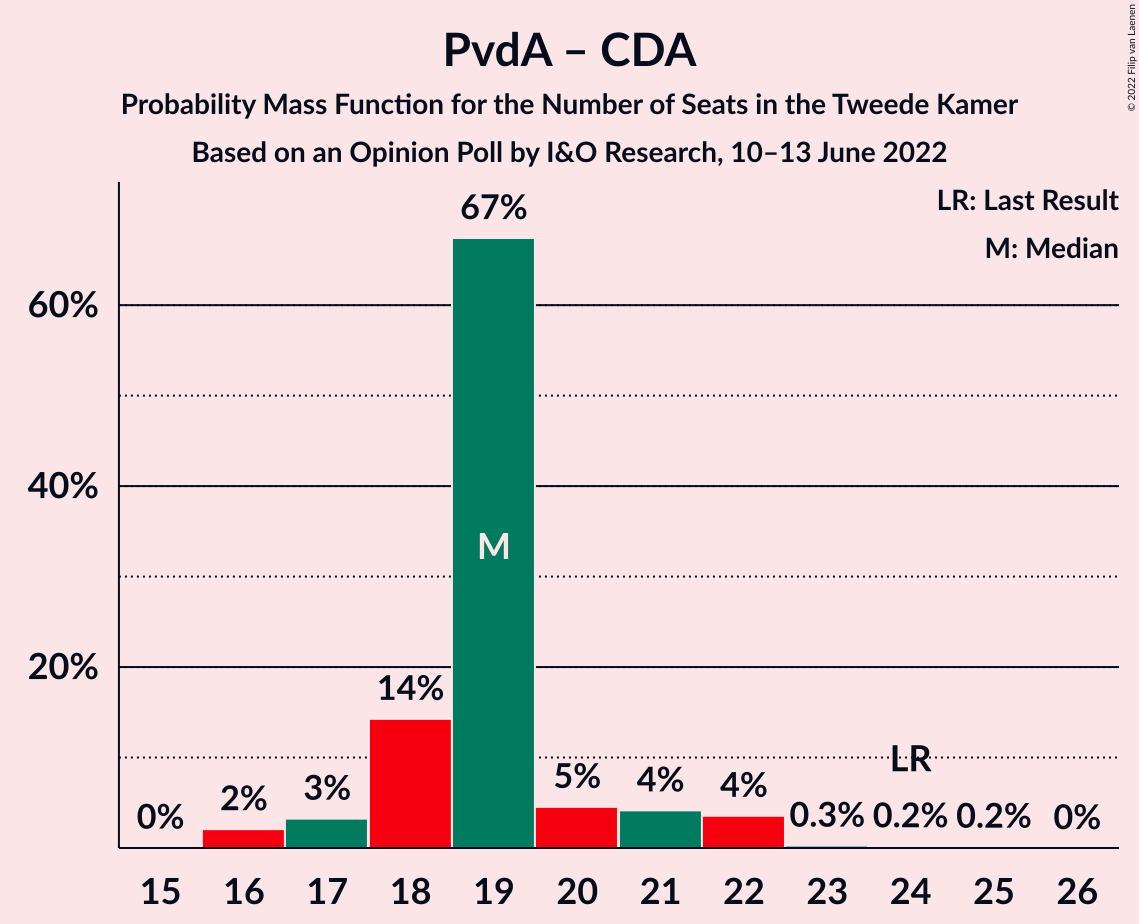 PvdA – CDA
Probability Mass Function for the Number of Seats in the Tweede Kamer
Based on an Opinion Poll by I&O Research, 10–13 June 2022
© 2022 Filip van Laenen
LR: Last Result
M: Median
67%
60%
40%
M
20%
14%
LR
5%
4%
4%
3%
2%
0%
0.3%
0.2%
0.2%
0%
15 16 17 18 19 20 21 22 23 24 25 26